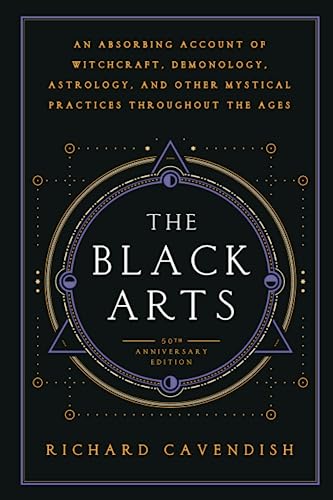 AN ABSORBING ACCOUNT OF
WITCHCRAFT, DEMONOLOGY,
ASTROLOGY, AND OTHER MYSTICAL
PRACTICES THROUGHOUT THE AGES
THE
BLACK
ARTS
50TH
ANNIVERSARY
EDITION
RICHARD CAVENDISH